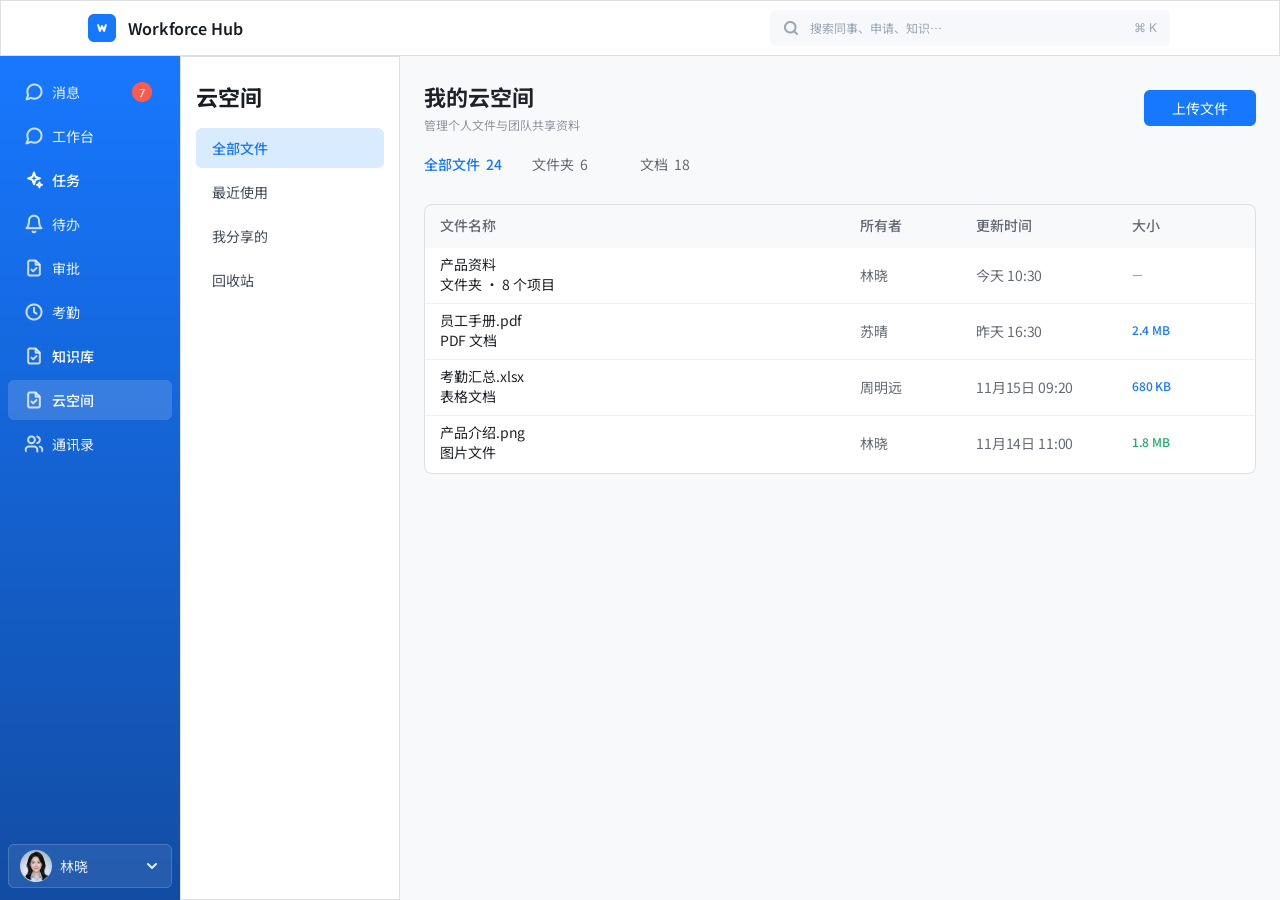 Workforce Hub
搜索同事、申请、知识…
⌘ K
消息 7
工作台
任务
待办
审批
考勤
知识库
云空间
通讯录
林晓
云空间
全部文件
最近使用
我分享的
回收站
我的云空间
管理个人文件与团队共享资料
上传文件
全部文件 24 文件夹 6 文档 18
文件名称 所有者 更新时间 大小
产品资料
文件夹 · 8 个项目
林晓 今天 10:30 —
员工手册.pdf
PDF 文档
苏晴 昨天 16:30 2.4 MB
考勤汇总.xlsx
表格文档
周明远 11月15日 09:20 680 KB
产品介绍.png
图片文件
林晓 11月14日 11:00 1.8 MB